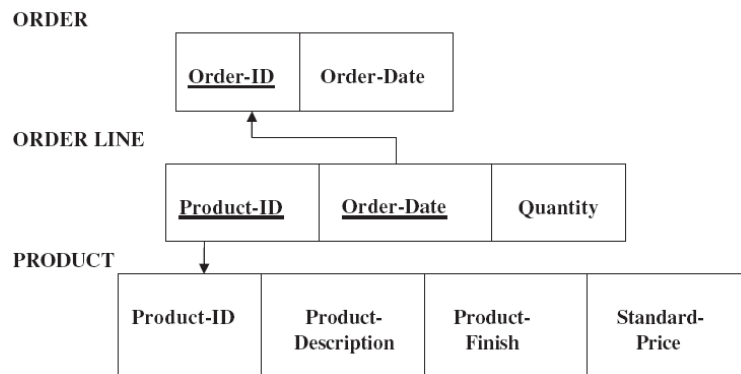 ORDER
Order-ID Order-Date
ORDER LINE
Product-ID Order-Date Quantity
PRODUCT
Product-ID Product- Product- Standard-
Description Finish Price